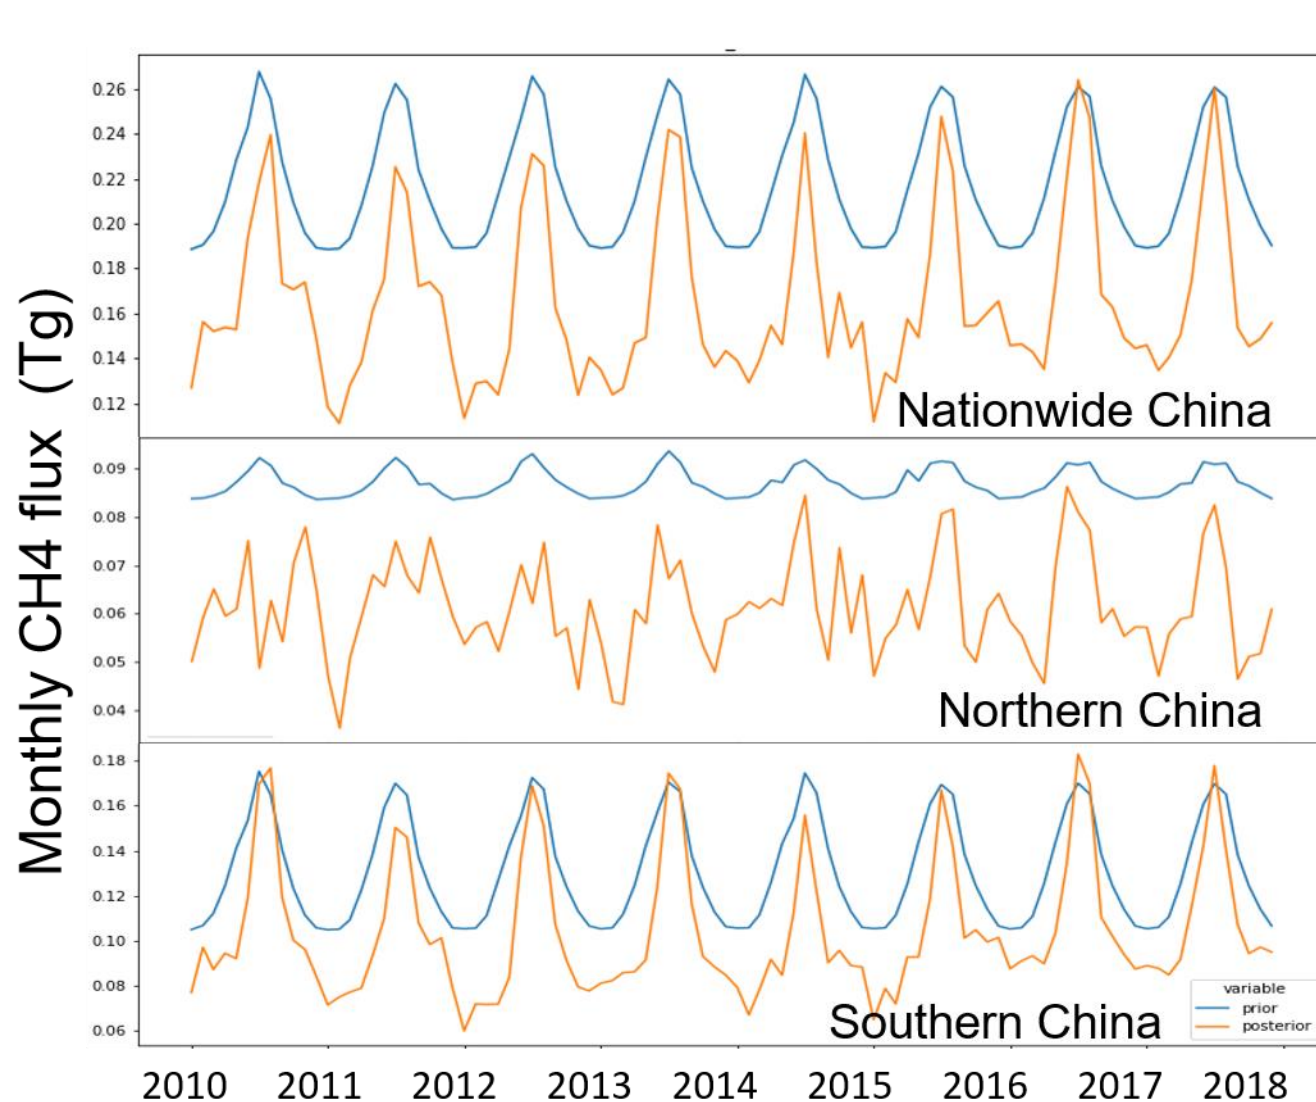 Monthly CH4 flux (Tg)
0.26
0.24
0.22
0.20
0.18
0.16
0.14
0.12
Nationwide China
0.09
0.08
0.07
0.06
0.05
0.04
Northern China
0.18
0.16
0.14
0.12
0.10
0.08
0.06
Southern China
variable
prior
posterior
2010 2011 2012 2013 2014 2015 2016 2017 2018